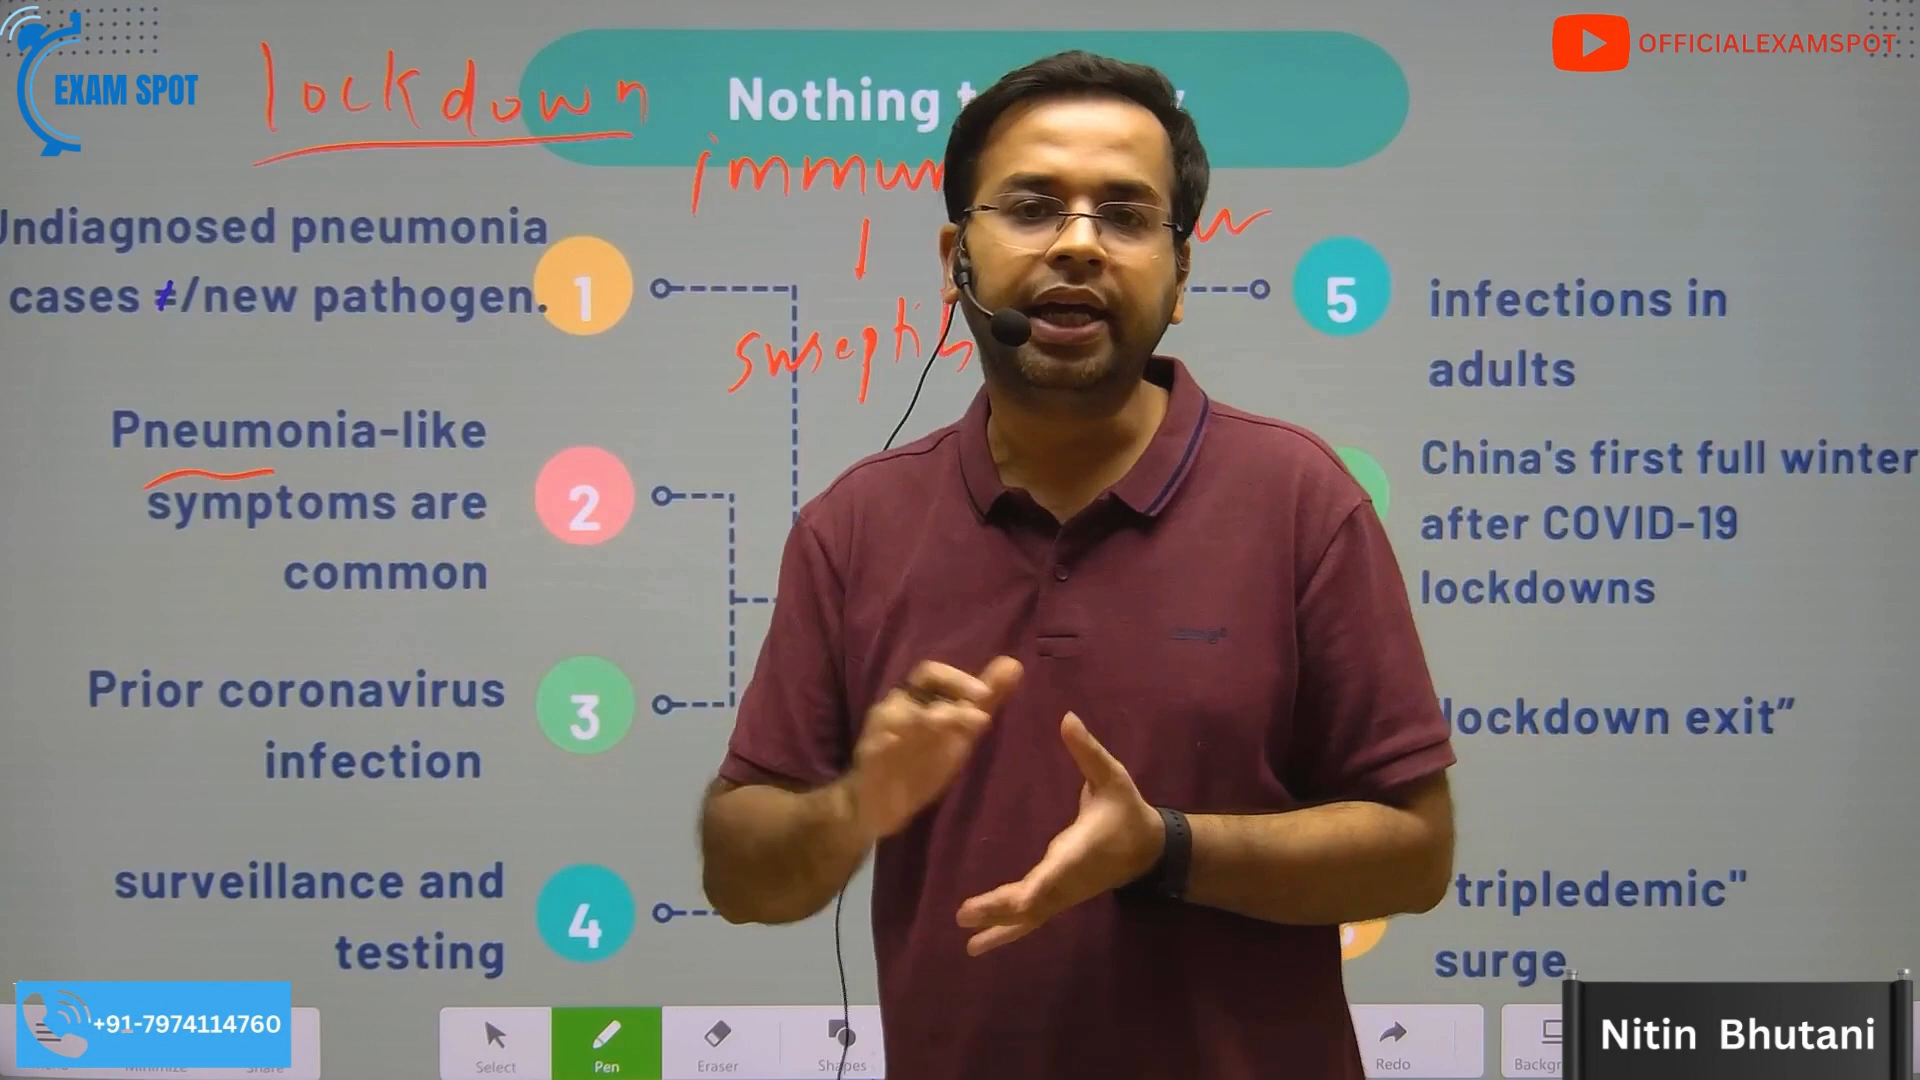 EXAM SPOT
OFFICIALEXAMSPOT
lockdown
Nothing
Undiagnosed pneumonia
cases ≠/new pathogen.
1
Pneumonia-like
symptoms are
common
2
Prior coronavirus
infection
3
surveillance and
testing
4
5
infections in
adults
China's first full winter
after COVID-19
lockdowns
lockdown exit”
tripledemic"
surge
+91-7974114760
Minimize
Share
Select
Pen
Eraser
Shapes
Redo
Nitin Bhutani